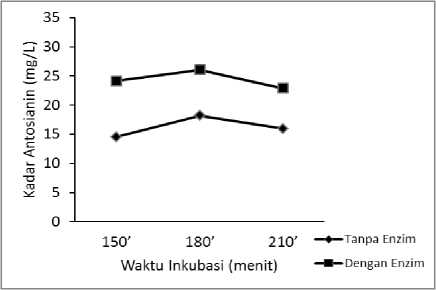 Kadar Antosianin (mg/L)
35
30
25
20
15
10
5
0
150’
180’
210’
Waktu Inkubasi (menit)
Tanpa Enzim
Dengan Enzim